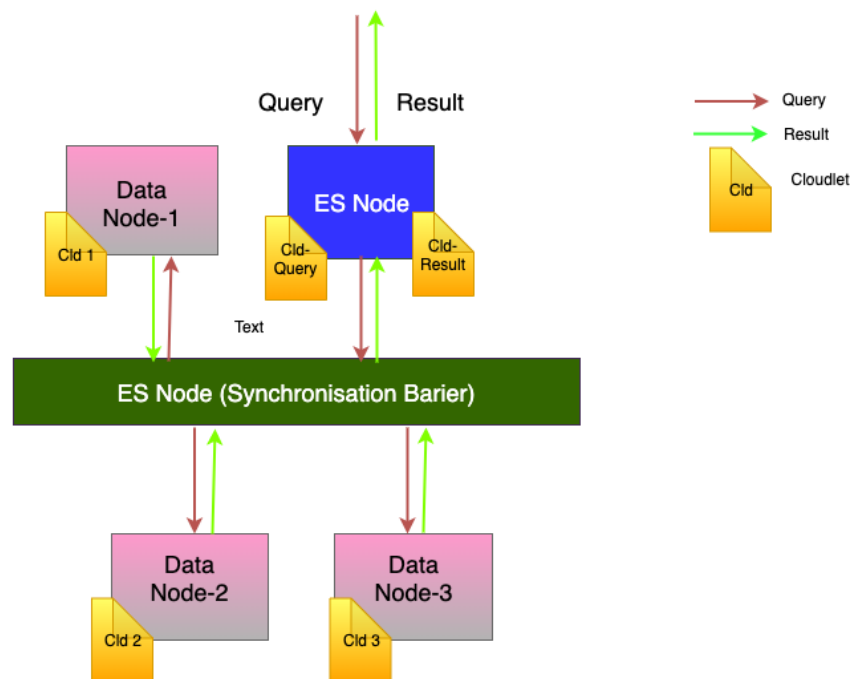 Query
Result
Query
Result
Cld
Cloudlet
Data
Node-1
Cld 1
ES Node
Cld-
Query
Cld-
Result
Text
ES Node (Synchronisation Barier)
Data
Node-2
Cld 2
Data
Node-3
Cld 3